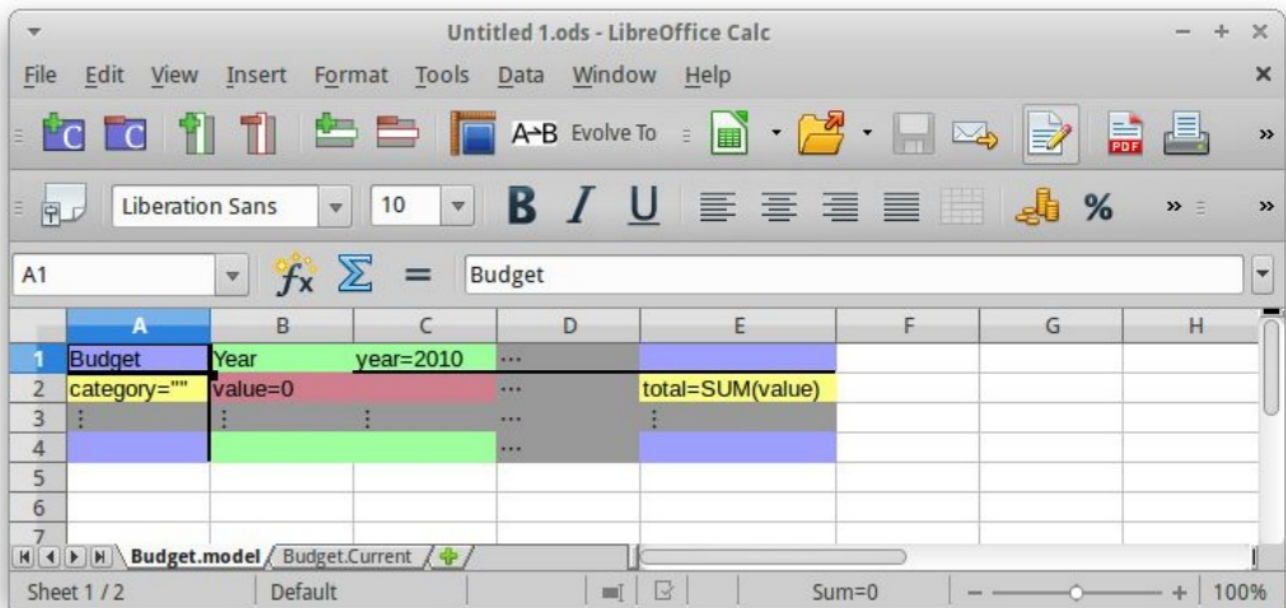 Untitled 1.ods - LibreOffice Calc
File Edit View Insert Format Tools Data Window Help
C C A→B Evolve To PDF »
Liberation Sans 10 B I U % » »
A1 fx Σ = Budget
A B C D E F G H
1 Budget Year year=2010 ...
2 category="" value=0 ... total=SUM(value)
3 ⋮ ⋮ ⋮ ... ⋮
4 ...
5
6
7
Budget.model Budget.Current
Sheet 1 / 2 Default Sum=0 100%